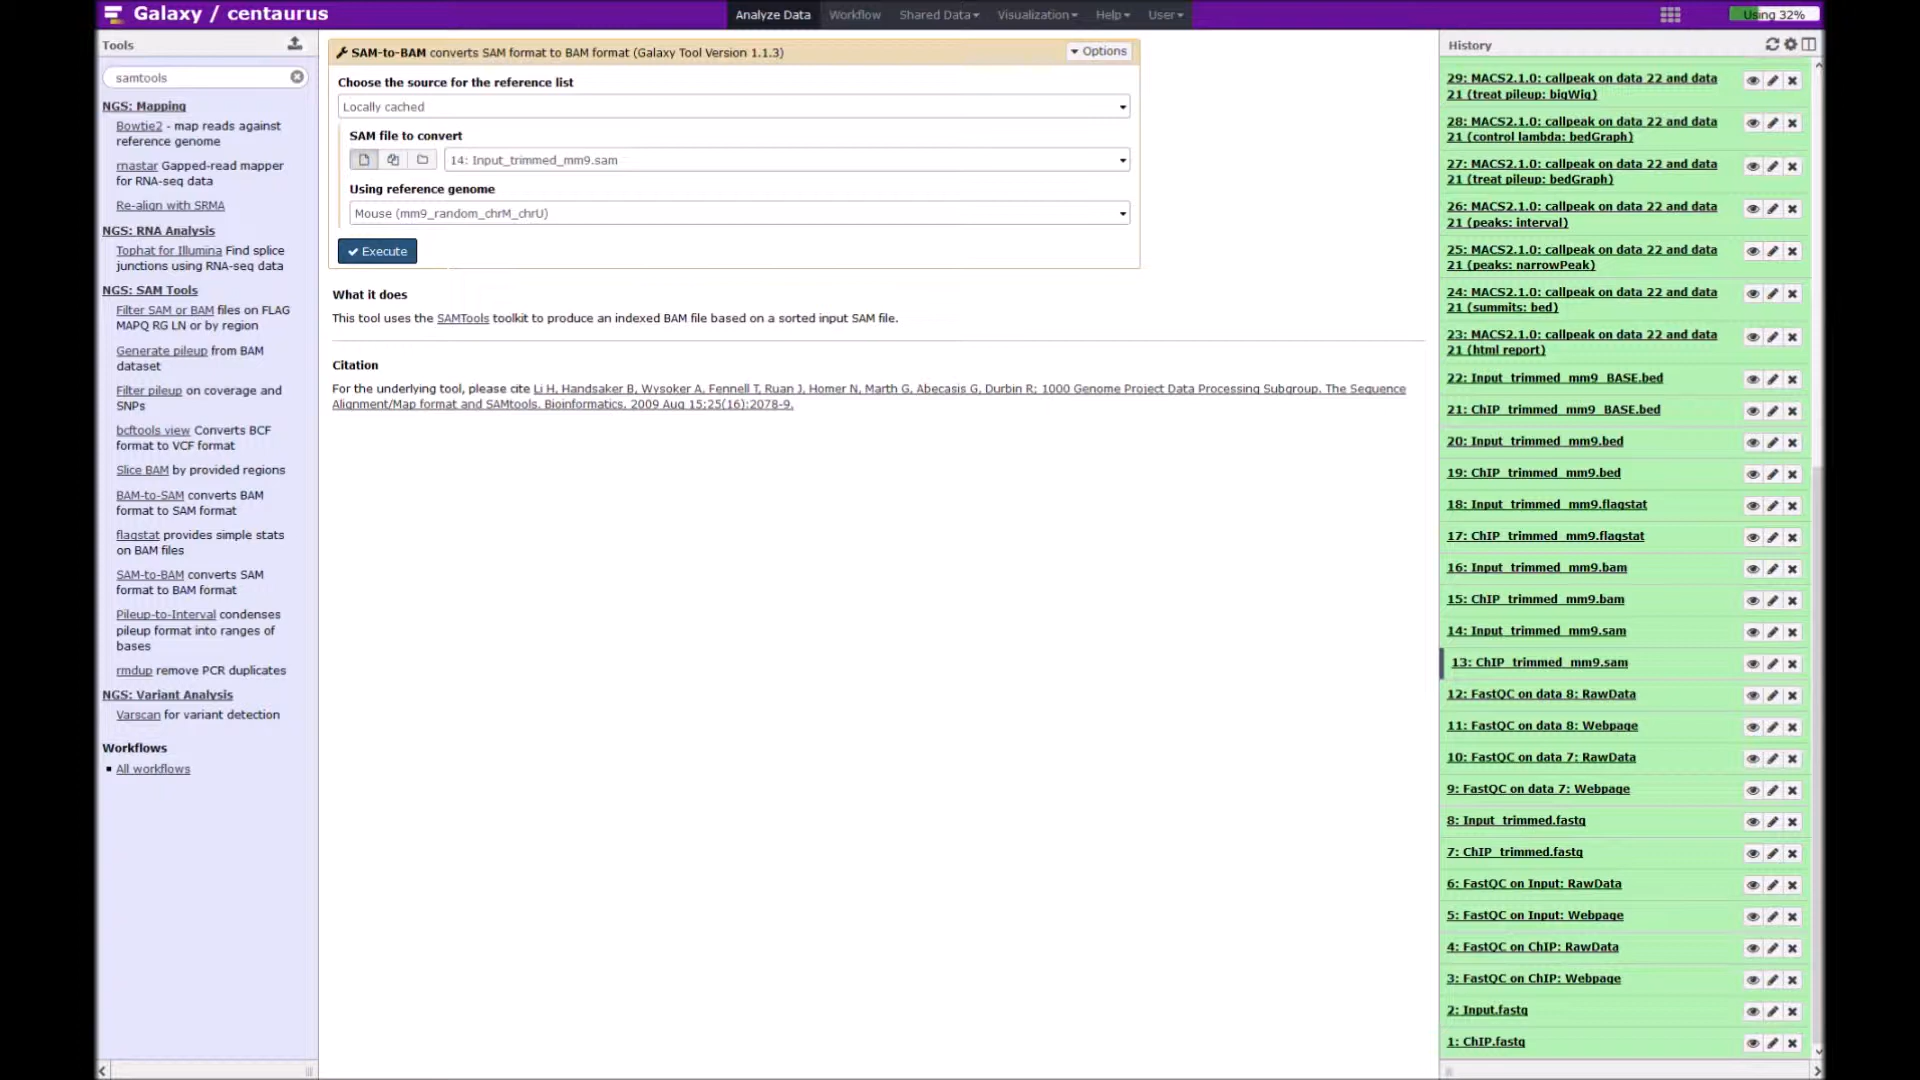 Galaxy / centaurus
Analyze Data
Workflow
Shared Data
Visualization
Help
User
Using 32%
Tools
samtools
NGS: Mapping
Bowtie2 - map reads against
reference genome
rnastar Gapped-read mapper
for RNA-seq data
Re-align with SRMA
NGS: RNA Analysis
Tophat for Illumina Find splice
junctions using RNA-seq data
NGS: SAM Tools
Filter SAM or BAM files on FLAG
MAPQ RG LN or by region
Generate pileup from BAM
dataset
Filter pileup on coverage and
SNPs
bcftools view Converts BCF
format to VCF format
Slice BAM by provided regions
BAM-to-SAM converts BAM
format to SAM format
flagstat provides simple stats
on BAM files
SAM-to-BAM converts SAM
format to BAM format
Pileup-to-Interval condenses
pileup format into ranges of
bases
rmdup remove PCR duplicates
NGS: Variant Analysis
Varscan for variant detection
Workflows
All workflows
SAM-to-BAM converts SAM format to BAM format (Galaxy Tool Version 1.1.3)
Options
Choose the source for the reference list
Locally cached
SAM file to convert
14: Input_trimmed_mm9.sam
Using reference genome
Mouse (mm9_random_chrM_chrU)
Execute
What it does
This tool uses the SAMTools toolkit to produce an indexed BAM file based on a sorted input SAM file.
Citation
For the underlying tool, please cite Li H, Handsaker B, Wysoker A, Fennell T, Ruan J, Homer N, Marth G, Abecasis G, Durbin R; 1000 Genome Project Data Processing Subgroup. The Sequence
Alignment/Map format and SAMtools. Bioinformatics. 2009 Aug 15;25(16):2078-9.
History
29: MACS2.1.0: callpeak on data 22 and data
21 (treat pileup: bigWig)
28: MACS2.1.0: callpeak on data 22 and data
21 (control lambda: bedGraph)
27: MACS2.1.0: callpeak on data 22 and data
21 (treat pileup: bedGraph)
26: MACS2.1.0: callpeak on data 22 and data
21 (peaks: interval)
25: MACS2.1.0: callpeak on data 22 and data
21 (peaks: narrowPeak)
24: MACS2.1.0: callpeak on data 22 and data
21 (summits: bed)
23: MACS2.1.0: callpeak on data 22 and data
21 (html report)
22: Input_trimmed_mm9_BASE.bed
21: ChIP_trimmed_mm9_BASE.bed
20: Input_trimmed_mm9.bed
19: ChIP_trimmed_mm9.bed
18: Input_trimmed_mm9.flagstat
17: ChIP_trimmed_mm9.flagstat
16: Input_trimmed_mm9.bam
15: ChIP_trimmed_mm9.bam
14: Input_trimmed_mm9.sam
13: ChIP_trimmed_mm9.sam
12: FastQC on data 8: RawData
11: FastQC on data 8: Webpage
10: FastQC on data 7: RawData
9: FastQC on data 7: Webpage
8: Input_trimmed.fastq
7: ChIP_trimmed.fastq
6: FastQC on Input: RawData
5: FastQC on Input: Webpage
4: FastQC on ChIP: RawData
3: FastQC on ChIP: Webpage
2: Input.fastq
1: ChIP.fastq